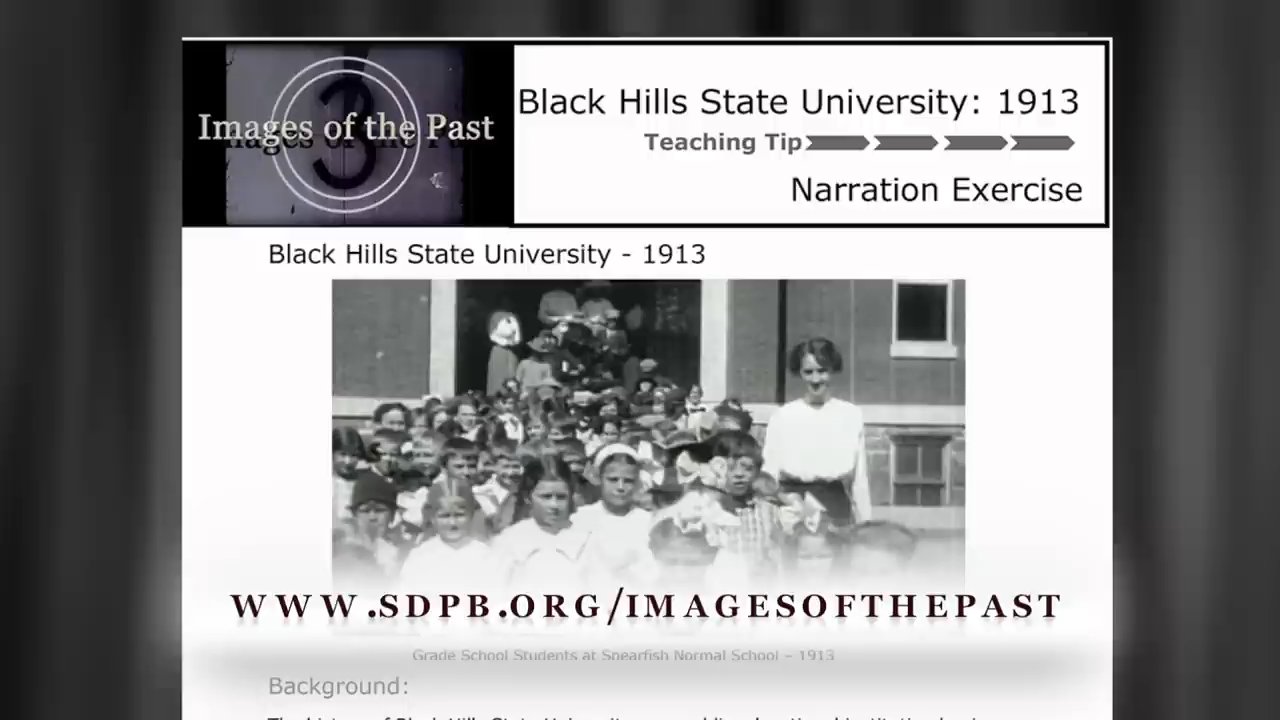 Images of the Past
3
Black Hills State University: 1913
Teaching Tip
Narration Exercise
Black Hills State University - 1913
WWW.SDPB.ORG/IMAGESOFTHEPAST
Grade School Students at Spearfish Normal School – 1913
Background: